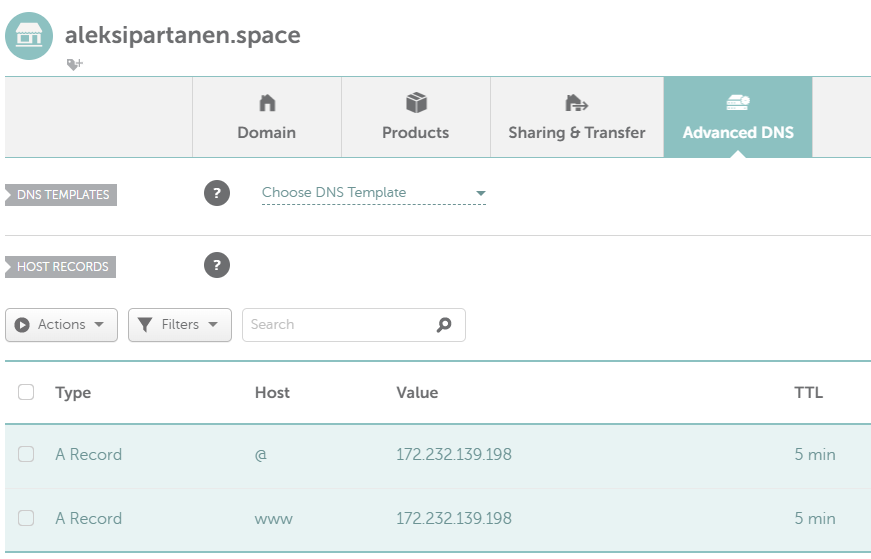 aleksipartanen.space
Domain Products Sharing & Transfer Advanced DNS
DNS TEMPLATES ? Choose DNS Template
HOST RECORDS ?
Actions Filters Search
Type Host Value TTL
A Record @ 172.232.139.198 5 min
A Record www 172.232.139.198 5 min